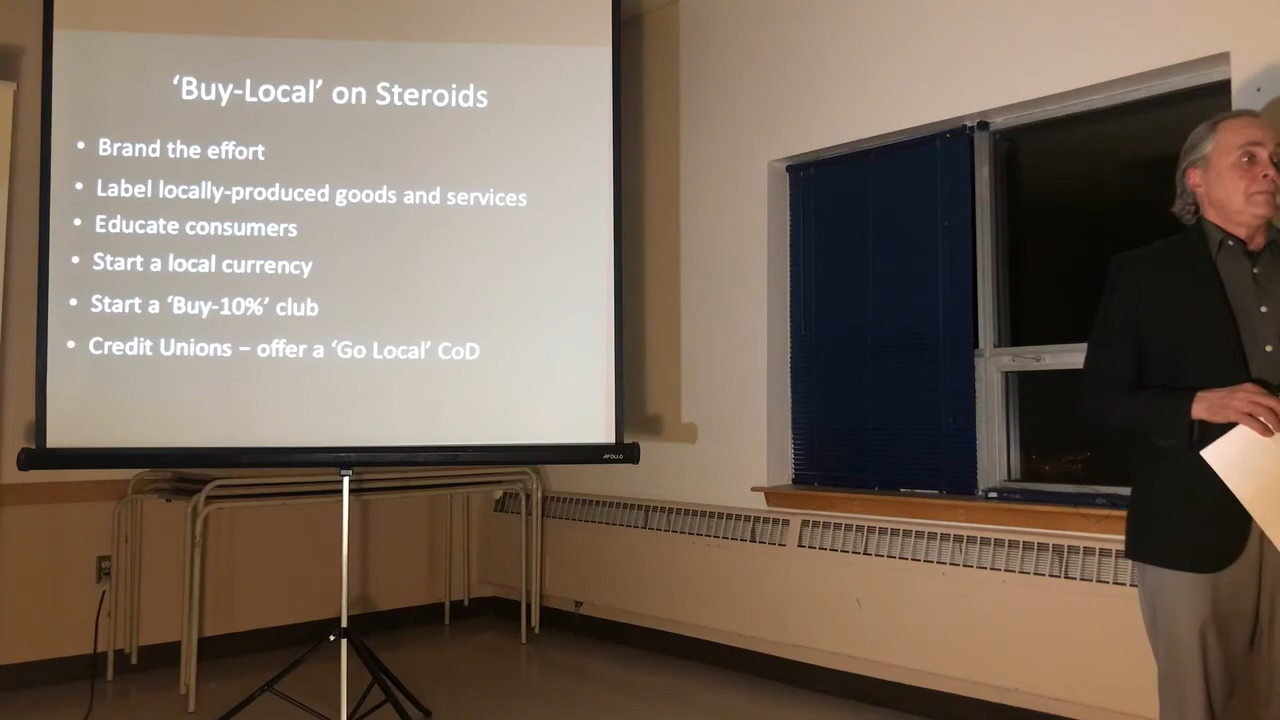 ‘Buy-Local’ on Steroids
• Brand the effort
• Label locally-produced goods and services
• Educate consumers
• Start a local currency
• Start a ‘Buy-10%’ club
• Credit Unions – offer a ‘Go Local’ CoD
APOLLO